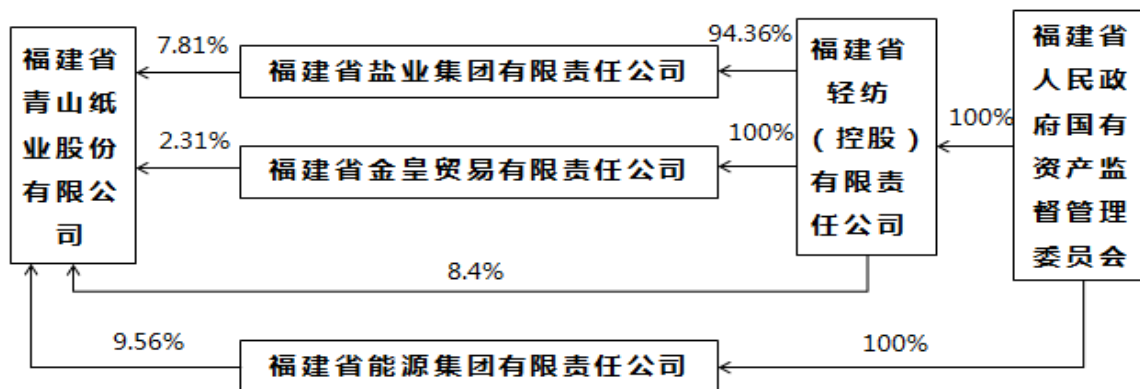 福建省
青山纸
业股份
有限公
司
7.81%
福建省盐业集团有限责任公司
94.36%
2.31%
福建省金皇贸易有限责任公司
100%
福建省
轻纺
（控股）
有限责
任公司
100%
福建省
人民政
府国有
资产监
督管理
委员会
8.4%
9.56%
福建省能源集团有限责任公司
100%